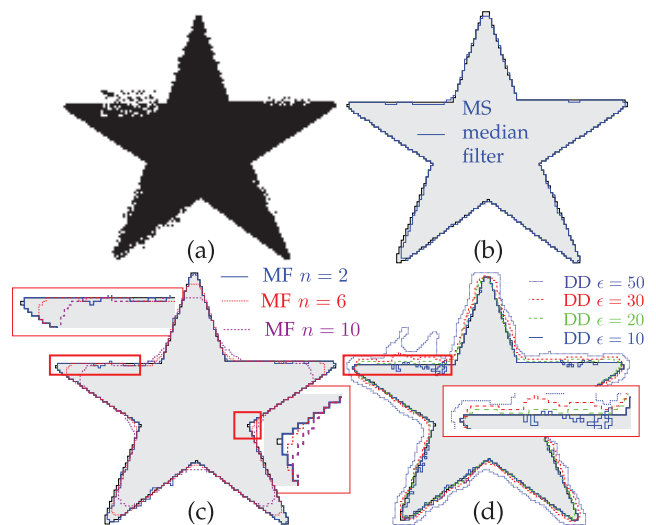 MS
median
filter
(a)
(b)
MF n = 2
MF n = 6
MF n = 10
DD ϵ = 50
DD ϵ = 30
DD ϵ = 20
DD ϵ = 10
(c)
(d)